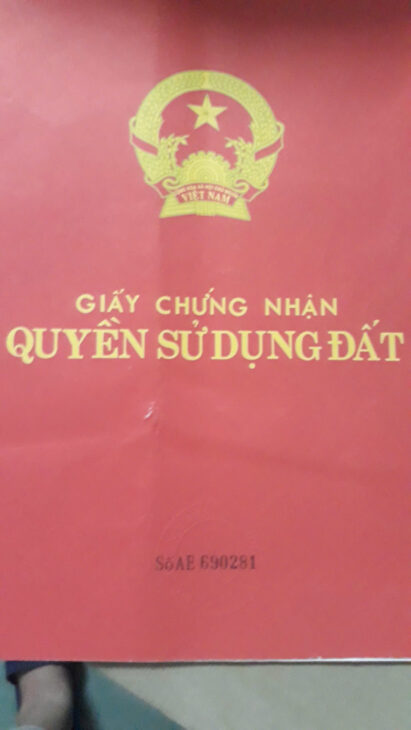 VIỆT NAM
GIẤY CHỨNG NHẬN
QUYỀN SỬ DỤNG ĐẤT
Số AE 690281